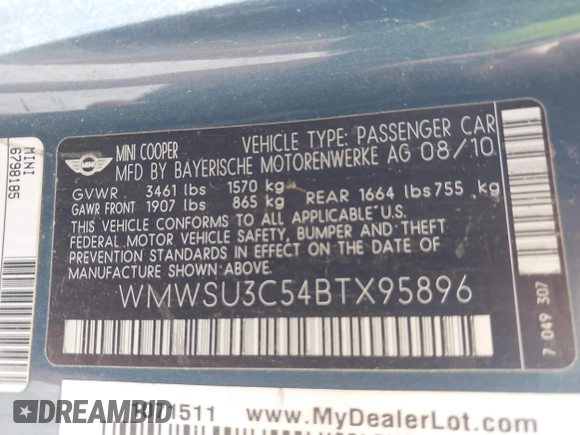 MINI
6798185
MINI
MINI COOPER
VEHICLE TYPE: PASSENGER CAR
MFD BY BAYERISCHE MOTORENWERKE AG 08/10
GVWR 3461 lbs 1570 kg
GAWR FRONT 1907 lbs 865 kg REAR 1664 lbs 755 kg
THIS VEHICLE CONFORMS TO ALL APPLICABLE U.S.
FEDERAL MOTOR VEHICLE SAFETY, BUMPER AND THEFT
PREVENTION STANDARDS IN EFFECT ON THE DATE OF
MANUFACTURE SHOWN ABOVE.
WMWSU3C54BTX95896
7 049 307
www.MyDealerLot.com
DREAMBID